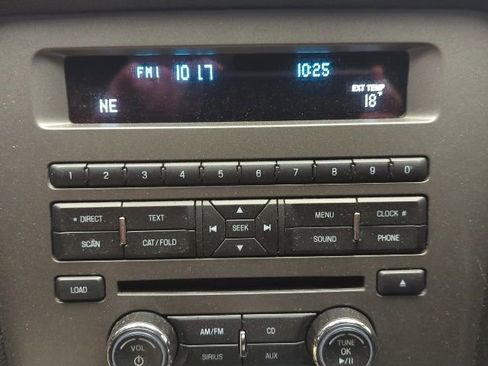 FM1 101.7 10:25
EXT TEMP
NE 18°
1 2 3 4 5 6 7 8 9 0
* DIRECT TEXT MENU CLOCK #
SEEK
SCAN CAT/FOLD SOUND PHONE
LOAD
AM/FM CD
VOL TUNE
OK
SIRIUS AUX